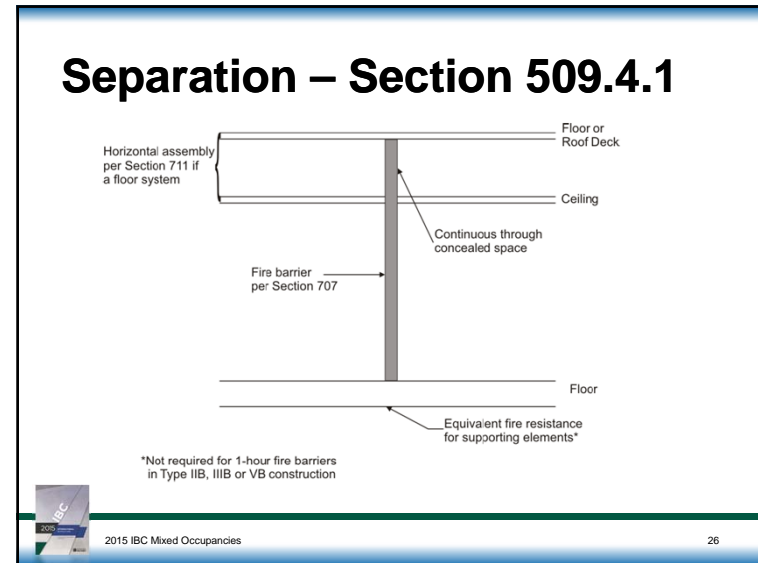 Separation – Section 509.4.1
Floor or
Roof Deck
Horizontal assembly
per Section 711 if
a floor system
Ceiling
Continuous through
concealed space
Fire barrier
per Section 707
Floor
Equivalent fire resistance
for supporting elements*
*Not required for 1-hour fire barriers
in Type IIB, IIIB or VB construction
IBC
2015
2015 IBC Mixed Occupancies
26